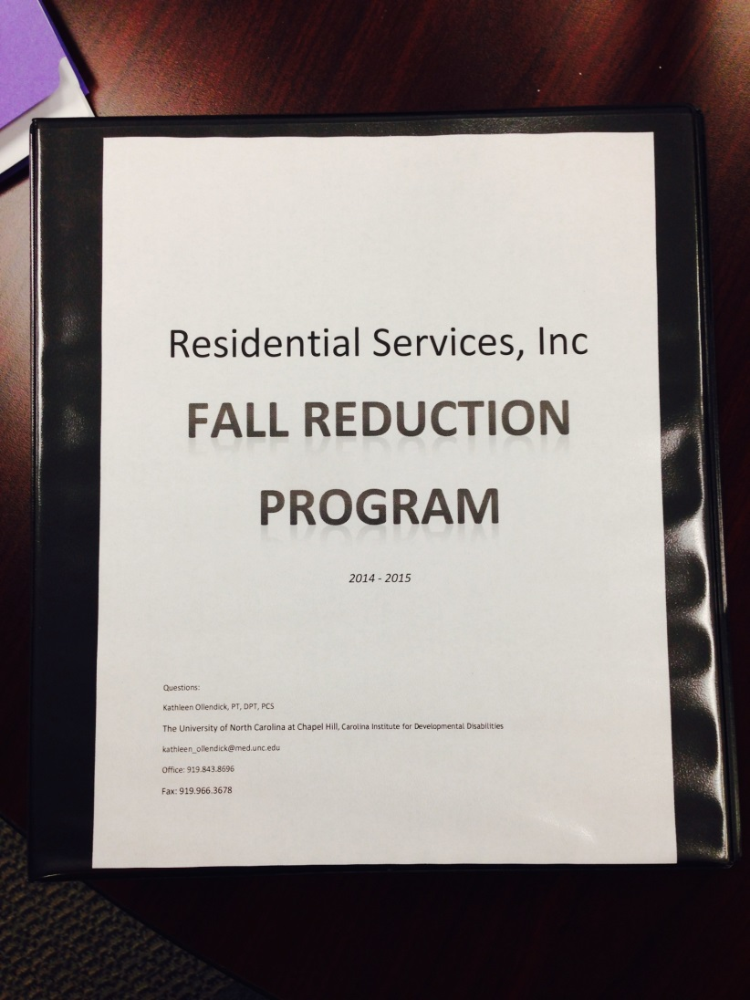 Residential Services, Inc
FALL REDUCTION
PROGRAM
2014 - 2015
Questions:
Kathleen Ollendick, PT, DPT, PCS
The University of North Carolina at Chapel Hill, Carolina Institute for Developmental Disabilities
kathleen_ollendick@med.unc.edu
Office: 919.843.8696
Fax: 919.966.3678